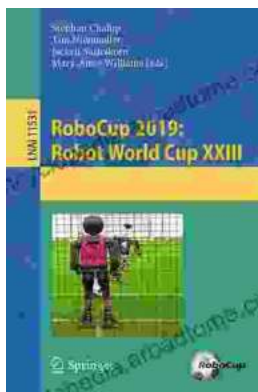 Stephan Chalup
Tim Niemueller
Jackrit Suthakorn
Mary-Anne Williams (Eds.)
LNAI 11531
RoboCup 2019:
Robot World Cup XXIII
Springer
RoboCup